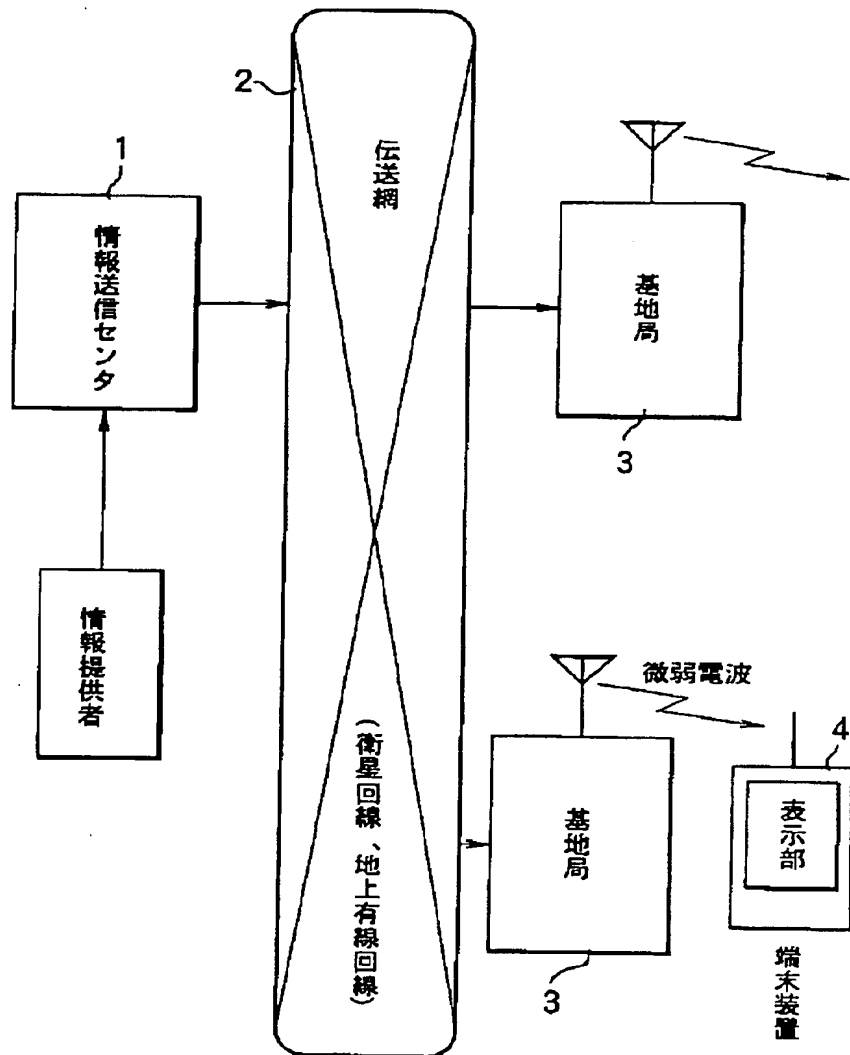 2
伝送網
1
情報送信センタ
基地局
3
情報提供者
微弱電波
(衛星回線、地上有線回線)
基地局
3
4
表示部
端末装置